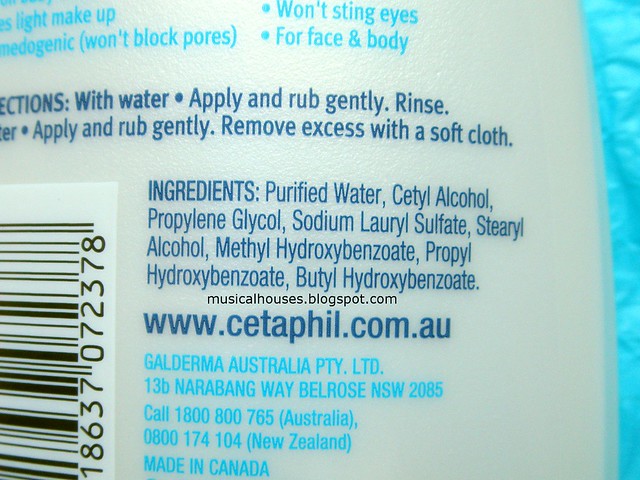 es light make up
medogenic (won't block pores)
• Won't sting eyes
• For face & body
ECTIONS: With water • Apply and rub gently. Rinse.
ter • Apply and rub gently. Remove excess with a soft cloth.
INGREDIENTS: Purified Water, Cetyl Alcohol,
Propylene Glycol, Sodium Lauryl Sulfate, Stearyl
Alcohol, Methyl Hydroxybenzoate, Propyl
Hydroxybenzoate, Butyl Hydroxybenzoate.
musicalhouses.blogspot.com
www.cetaphil.com.au
GALDERMA AUSTRALIA PTY. LTD.
13b NARABANG WAY BELROSE NSW 2085
Call 1800 800 765 (Australia),
0800 174 104 (New Zealand)
MADE IN CANADA
18637 072378